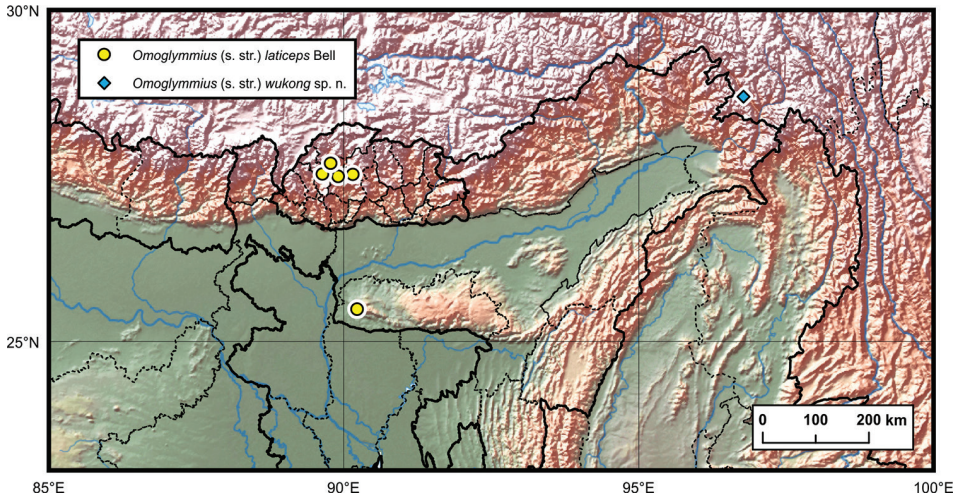 30°N
Omoglymmius (s. str.) laticeps Bell
Omoglymmius (s. str.) wukong sp. n.
25°N
0 100 200 km
85°E 90°E 95°E 100°E